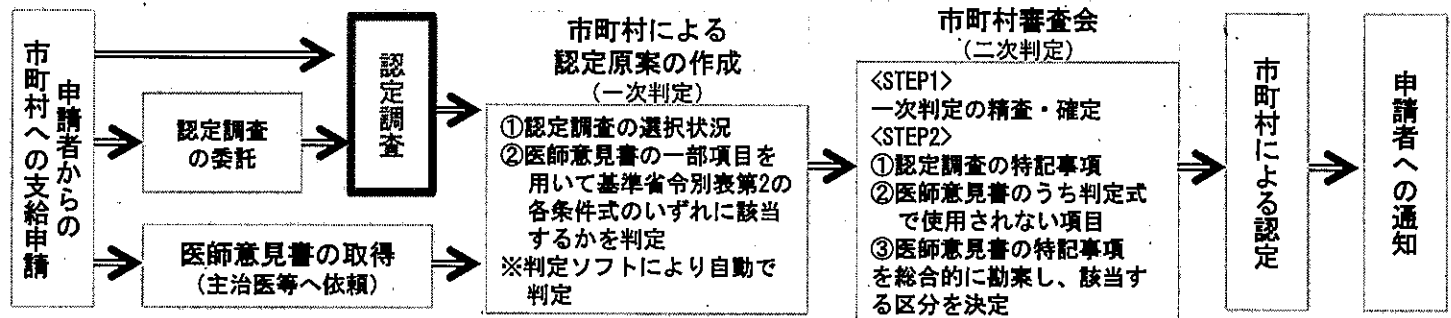 申請者からの
市町村への支給申請
認定調査
の委託
医師意見書の取得
(主治医等へ依頼)
認定調査
市町村による
認定原案の作成
(一次判定)
①認定調査の選択状況
②医師意見書の一部項目を
用いて基準省令別表第2の
各条件式のいずれに該当
するかを判定
※判定ソフトにより自動で
判定
市町村審査会
(二次判定)
<STEP1>
一次判定の精査・確定
<STEP2>
①認定調査の特記事項
②医師意見書のうち判定式
で使用されない項目
③医師意見書の特記事項
を総合的に勘案し、該当す
る区分を決定
市町村による認定
申請者への通知